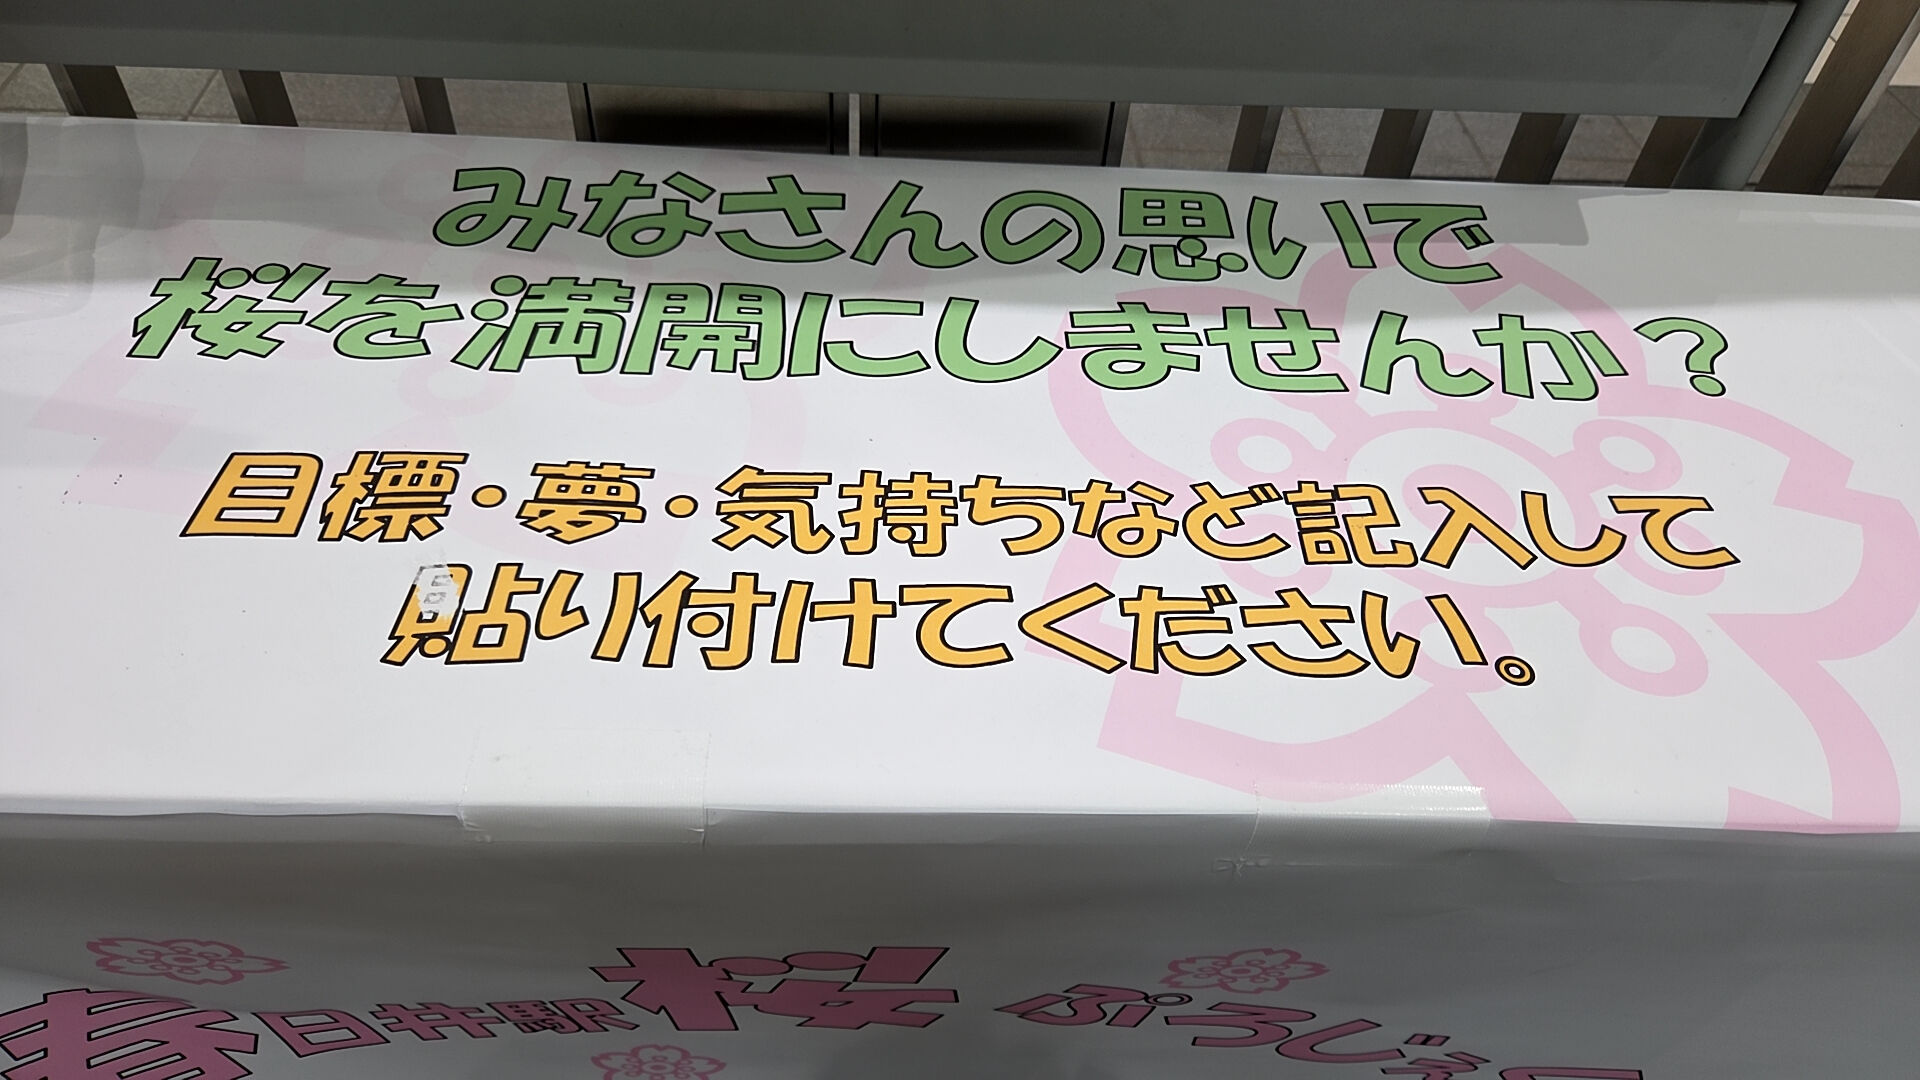 みなさんの思いで
桜を満開にしませんか？
目標・夢・気持ちなど記入して
貼り付けてください。
春日井駅桜ぷろじぇく